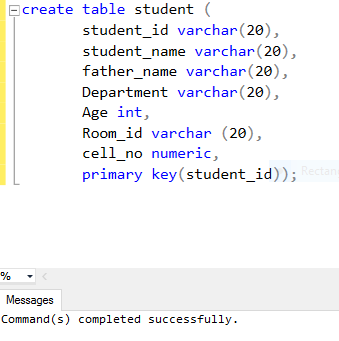 create table student (
student_id varchar(20),
student_name varchar(20),
father_name varchar(20),
Department varchar(20),
Age int,
Room_id varchar (20),
cell_no numeric,
primary key(student_id));
Rectang
%
Messages
Command(s) completed successfully.